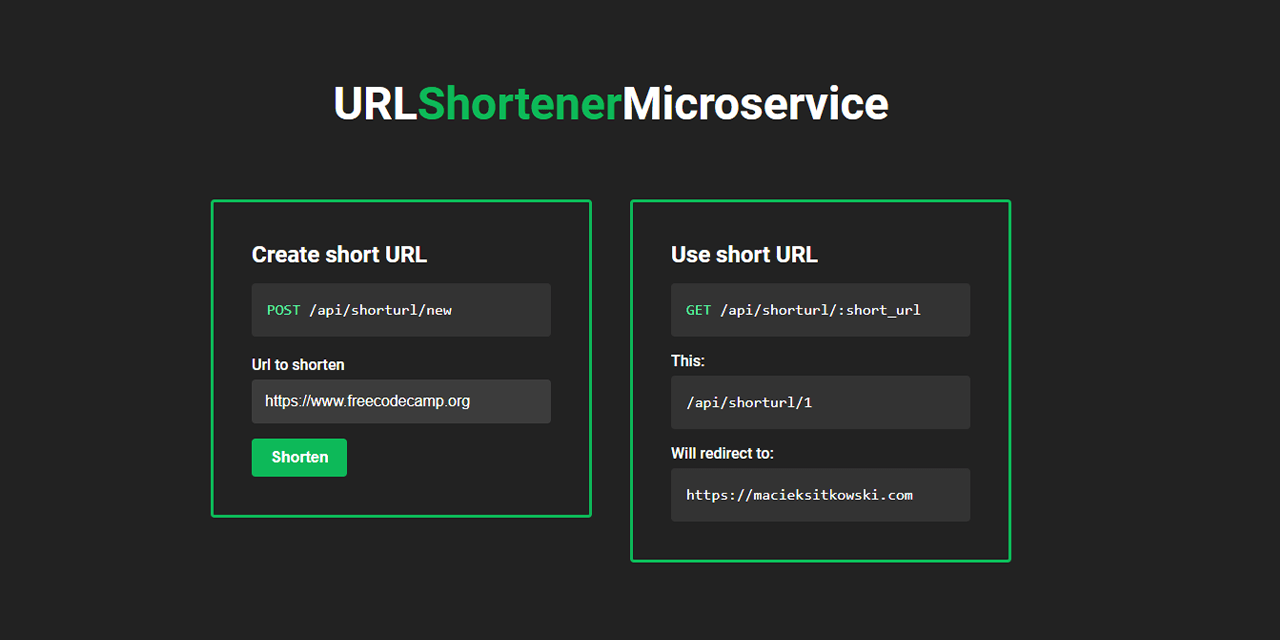 URLShortenerMicroservice
Create short URL
POST /api/shorturl/new
Url to shorten
https://www.freecodecamp.org
Shorten
Use short URL
GET /api/shorturl/:short_url
This:
/api/shorturl/1
Will redirect to:
https://macieksitkowski.com